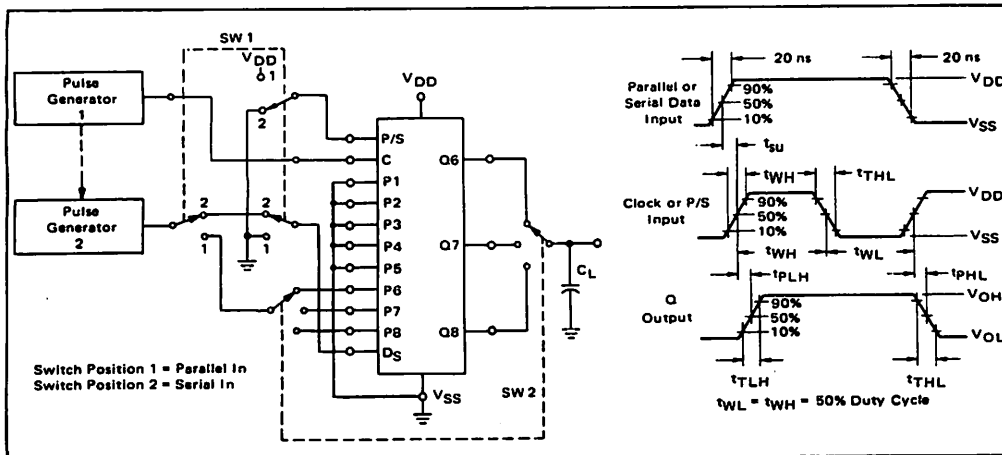 SW 1
VDD
1
2
Pulse
Generator
1
Pulse
Generator
2
2
1
2
1
VDD
P/S
C
P1
P2
P3
P4
P5
P6
P7
P8
DS
Q6
Q7
Q8
VSS
CL
SW 2
Switch Position 1 = Parallel In
Switch Position 2 = Serial In
20 ns
20 ns
Parallel or
Serial Data
Input
90%
50%
10%
VDD
VSS
tsu
tWH
tTHL
Clock or P/S
Input
90%
50%
10%
VDD
VSS
tWH
tWL
tPLH
tPHL
Q
Output
90%
50%
10%
VOH
VOL
tTLH
tTHL
tWL = tWH = 50% Duty Cycle